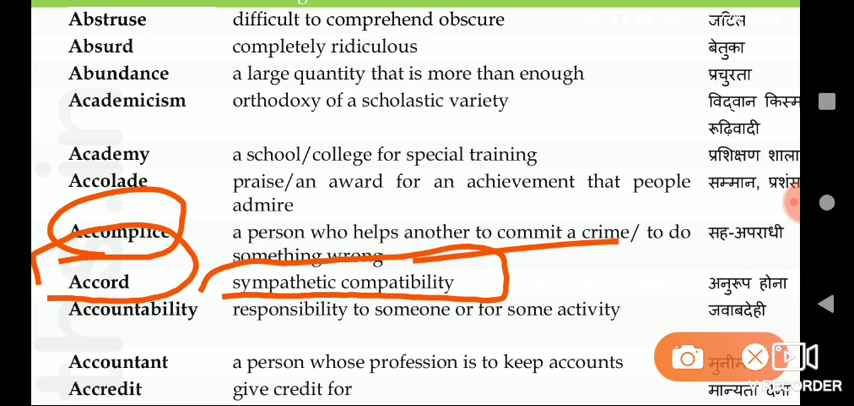 Abstruse difficult to comprehend obscure जटिल
Absurd completely ridiculous बेतुका
Abundance a large quantity that is more than enough प्रचुरता
Academicism orthodoxy of a scholastic variety विद्वान किस्म
रूढ़िवादी
Academy a school/college for special training प्रशिक्षण शाला
Accolade praise/an award for an achievement that people सम्मान, प्रशंस
admire
Accomplice a person who helps another to commit a crime/ to do सह-अपराधी
something wrong
Accord sympathetic compatibility अनुरूप होना
Accountability responsibility to someone or for some activity जवाबदेही
Accountant a person whose profession is to keep accounts
Accredit give credit for मान्यता देना
RECORDER